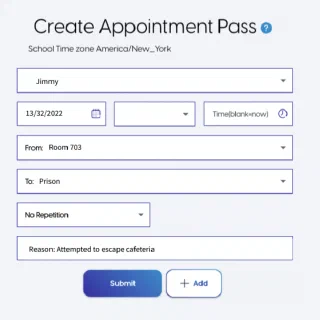 Create Appointment Pass ?
School Time zone America/New_York
Jimmy
13/32/2022 Time(blank=now)
From: Room 703
To: Prison
No Repetition
Reason: Attempted to escape cafeteria
Submit + Add